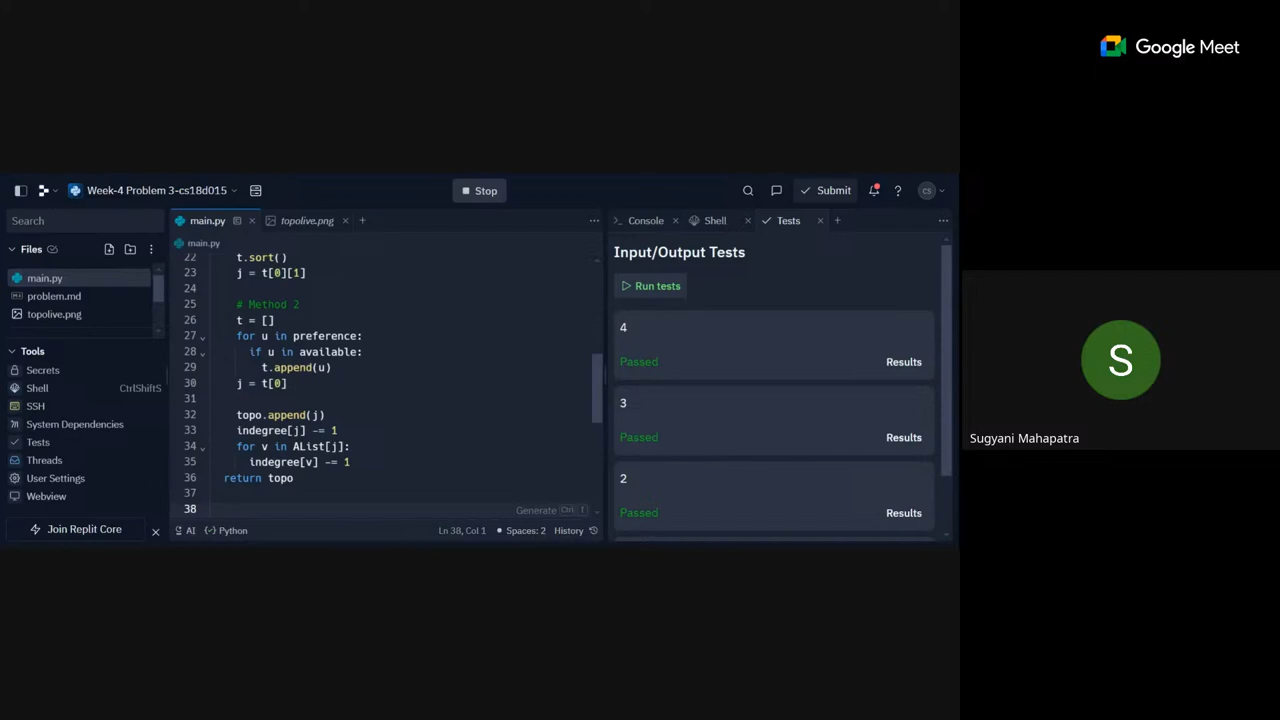 Google Meet
Week-4 Problem 3-cs18d015
Stop
Submit
cs
Search
main.py
topolive.png
Console
Shell
Tests
Files
main.py
Input/Output Tests
main.py
problem.md
topolive.png
Run tests
22 t.sort()
23 j = t[0][1]
24
25 # Method 2
26 t = []
27 for u in preference:
28 if u in available:
29 t.append(u)
30 j = t[0]
31
32 topo.append(j)
33 indegree[j] -= 1
34 for v in AList[j]:
35 indegree[v] -= 1
36 return topo
37
38
Generate Ctrl I
4
Passed
Results
3
Passed
Results
2
Passed
Results
Tools
Secrets
Shell CtrlShiftS
SSH
System Dependencies
Tests
Threads
User Settings
Webview
Join Replit Core
AI
Python
Ln 38, Col 1
Spaces: 2
History
S
Sugyani Mahapatra